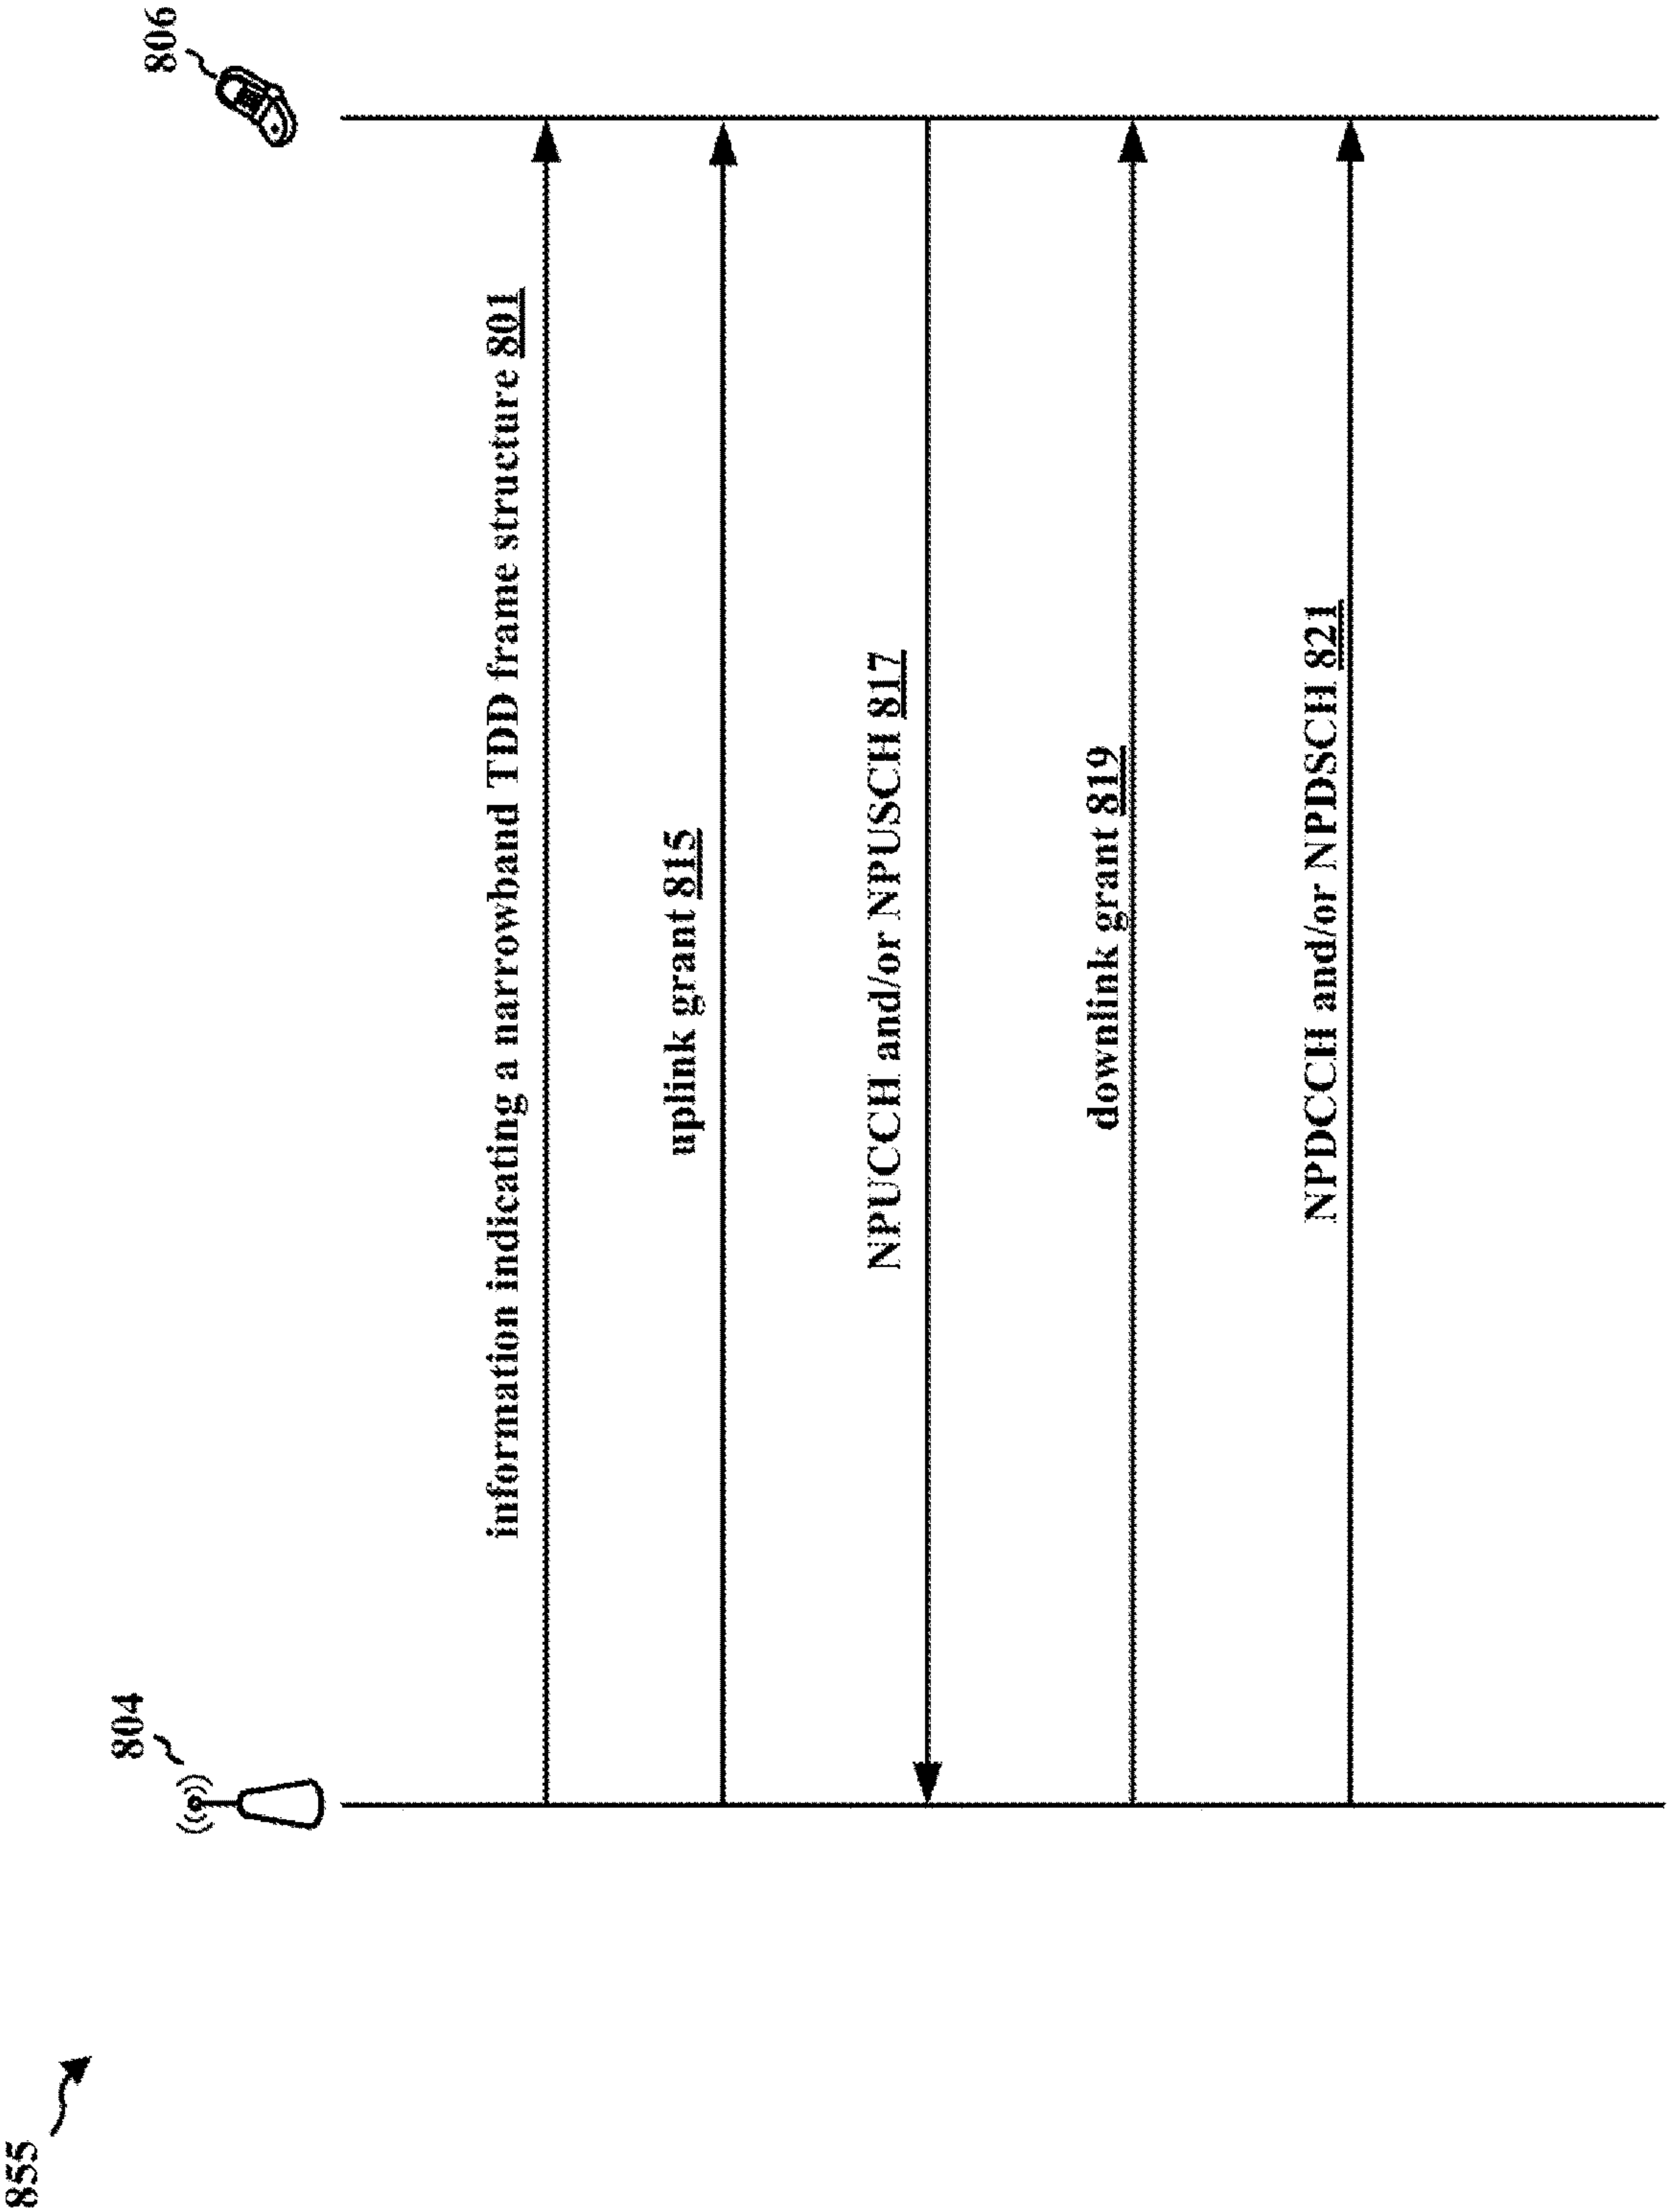 855
804
806
information indicating a narrowband TDD frame structure 801
uplink grant 815
NPUCCH and/or NPUSCH 817
downlink grant 819
NPDCCH and/or NPDSCH 821